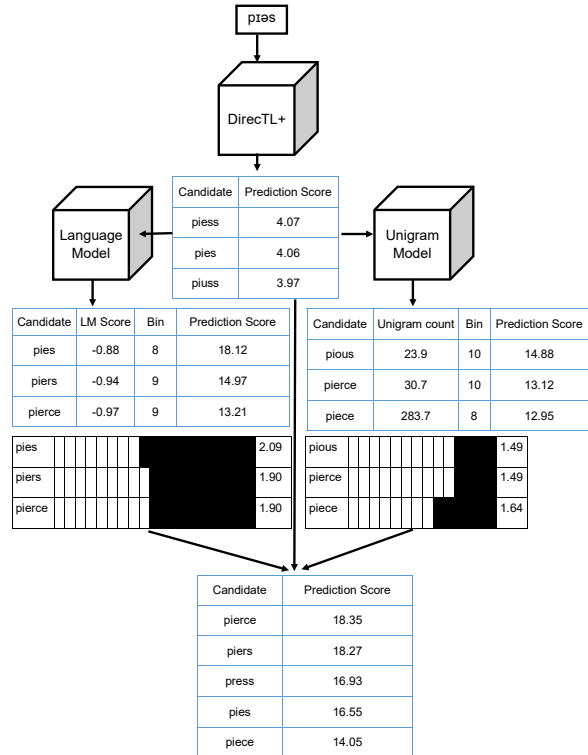 pɪəs
DirecTL+
Candidate Prediction Score
piess 4.07
pies 4.06
piuss 3.97
Language
Model
Unigram
Model
Candidate LM Score Bin Prediction Score
pies -0.88 8 18.12
piers -0.94 9 14.97
pierce -0.97 9 13.21
Candidate Unigram count Bin Prediction Score
pious 23.9 10 14.88
pierce 30.7 10 13.12
piece 283.7 8 12.95
pies 2.09
piers 1.90
pierce 1.90
pious 1.49
pierce 1.49
piece 1.64
Candidate Prediction Score
pierce 18.35
piers 18.27
press 16.93
pies 16.55
piece 14.05